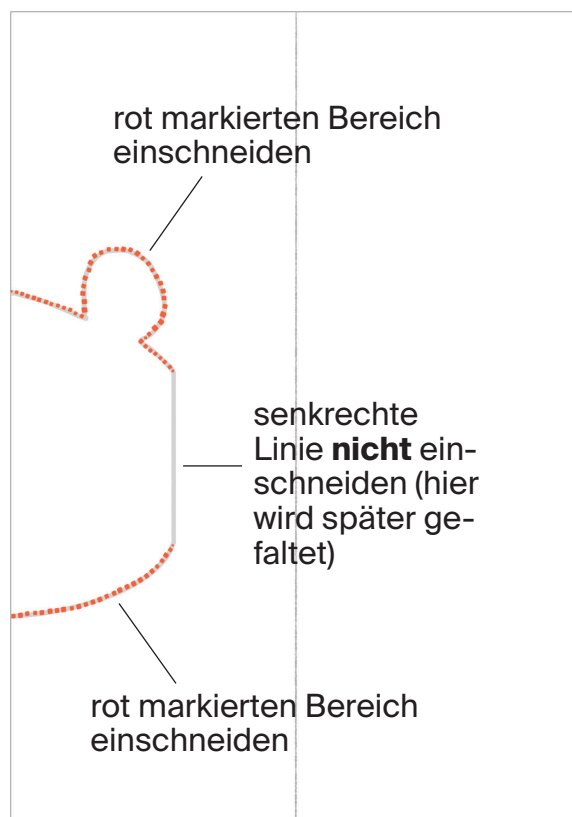 rot markierten Bereich
einschneiden
senkrechte
Linie nicht ein-
schneiden (hier
wird später ge-
faltet)
rot markierten Bereich
einschneiden